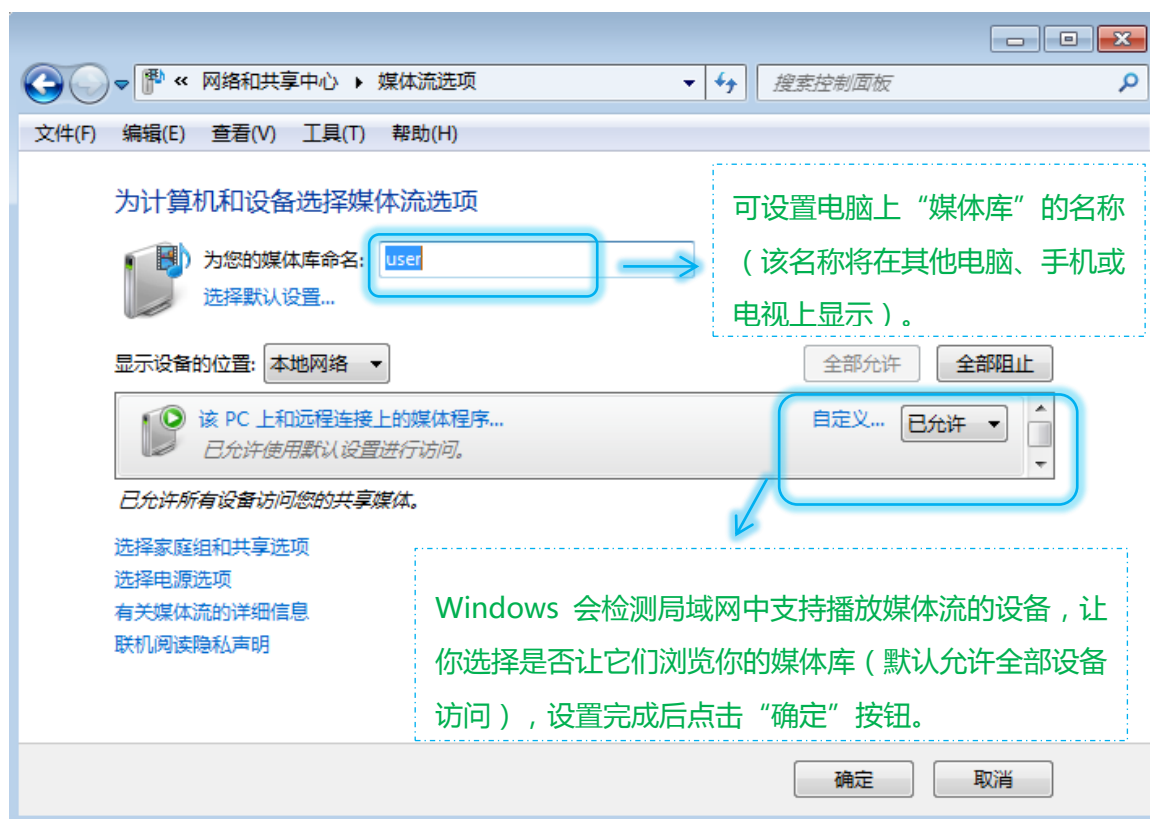 « 网络和共享中心 ▸ 媒体流选项
搜索控制面板
文件(F) 编辑(E) 查看(V) 工具(T) 帮助(H)
为计算机和设备选择媒体流选项
为您的媒体库命名: user
选择默认设置...
可设置电脑上“媒体库”的名称
(该名称将在其他电脑、手机或
电视上显示)。
显示设备的位置: 本地网络
全部允许 全部阻止
该 PC 上和远程连接上的媒体程序...
自定义... 已允许
已允许使用默认设置进行访问。
已允许所有设备访问您的共享媒体。
选择家庭组和共享选项
选择电源选项
有关媒体流的详细信息
联机阅读隐私声明
Windows 会检测局域网中支持播放媒体流的设备,让
你选择是否让它们浏览你的媒体库(默认允许全部设备
访问),设置完成后点击“确定”按钮。
确定 取消